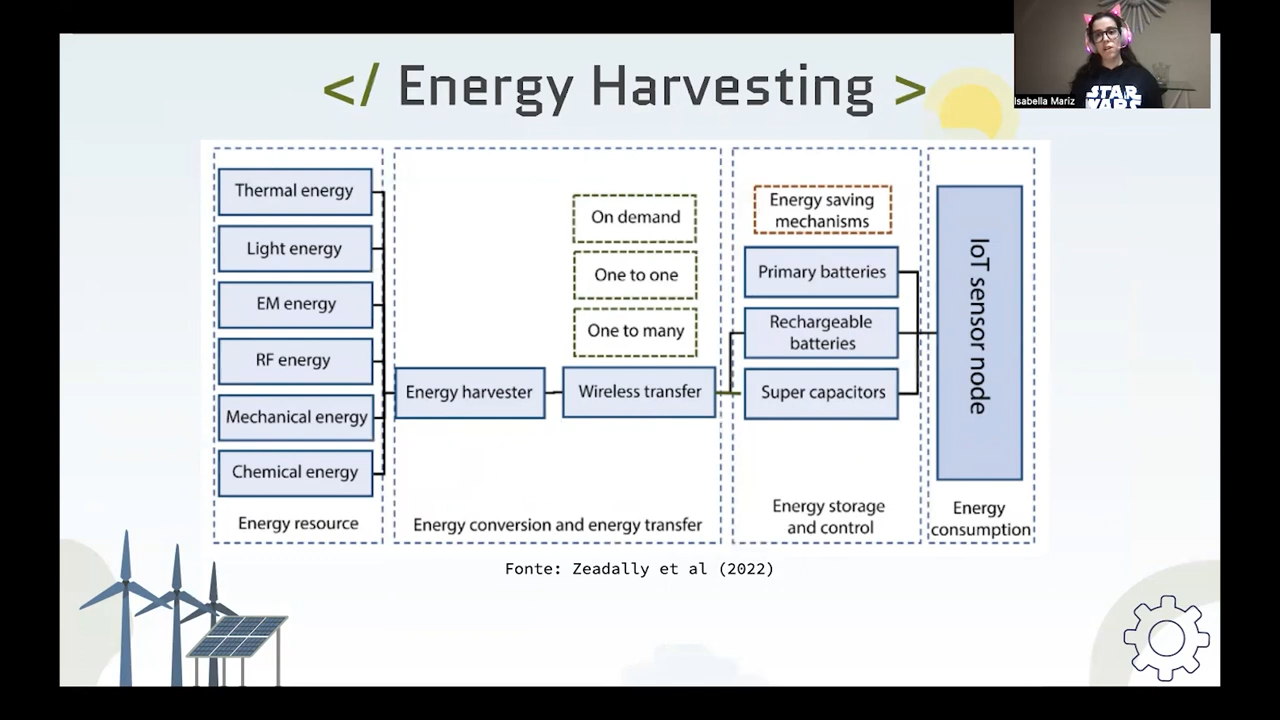 </ Energy Harvesting >
Isabella Mariz
STAR
WARS
Thermal energy
Light energy
EM energy
RF energy
Mechanical energy
Chemical energy
Energy resource
On demand
One to one
One to many
Energy harvester
Wireless transfer
Energy conversion and energy transfer
Energy saving
mechanisms
Primary batteries
Rechargeable
batteries
Super capacitors
Energy storage
and control
IoT sensor node
Energy
consumption
Fonte: Zeadally et al (2022)